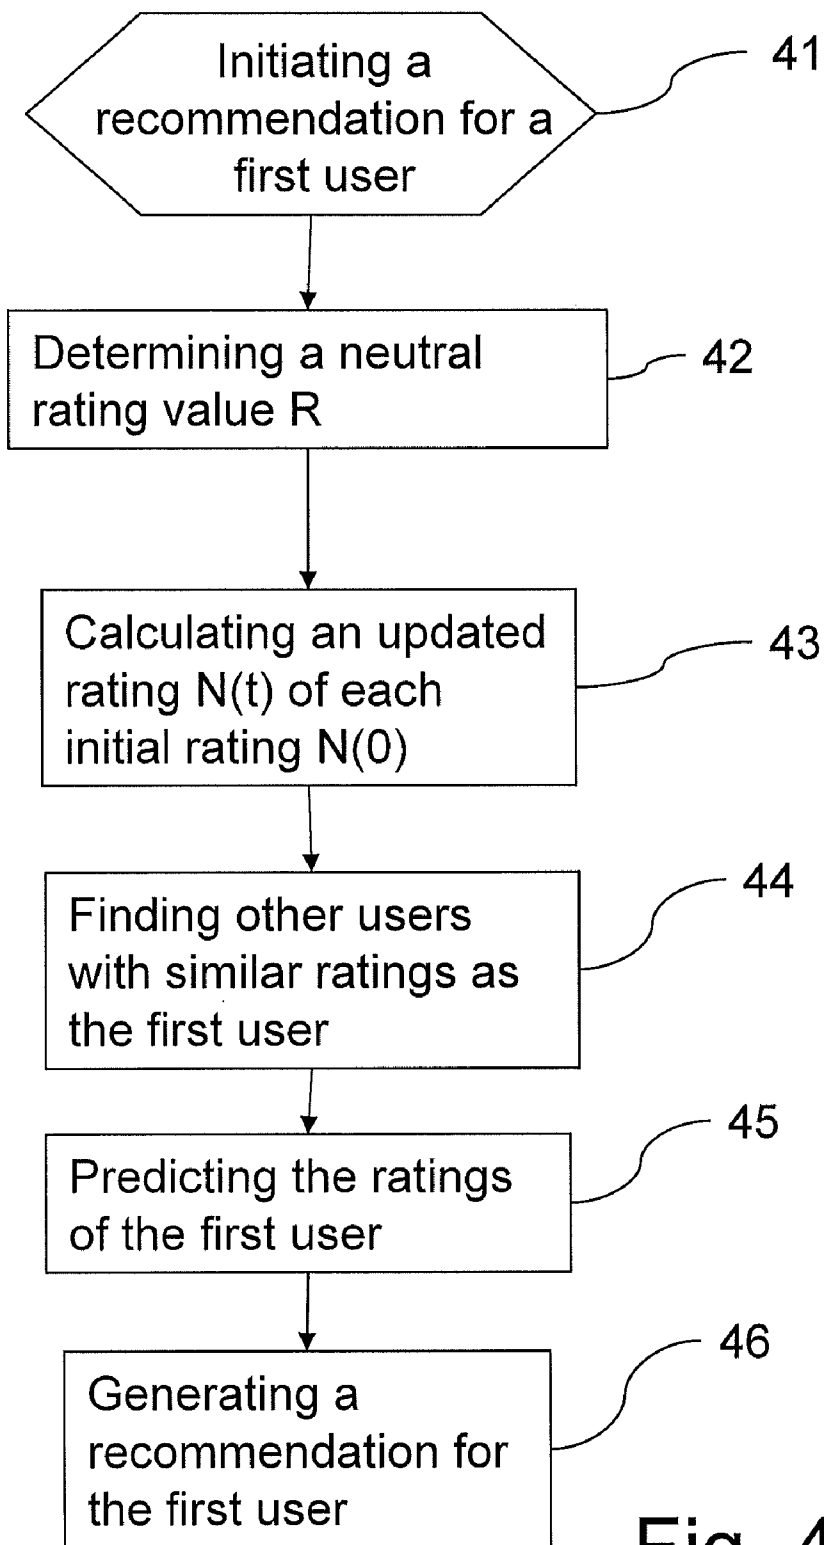 Initiating a
recommendation for a
first user
41
Determining a neutral
rating value R
42
Calculating an updated
rating N(t) of each
initial rating N(0)
43
Finding other users
with similar ratings as
the first user
44
Predicting the ratings
of the first user
45
Generating a
recommendation for
the first user
46
Fig. 4